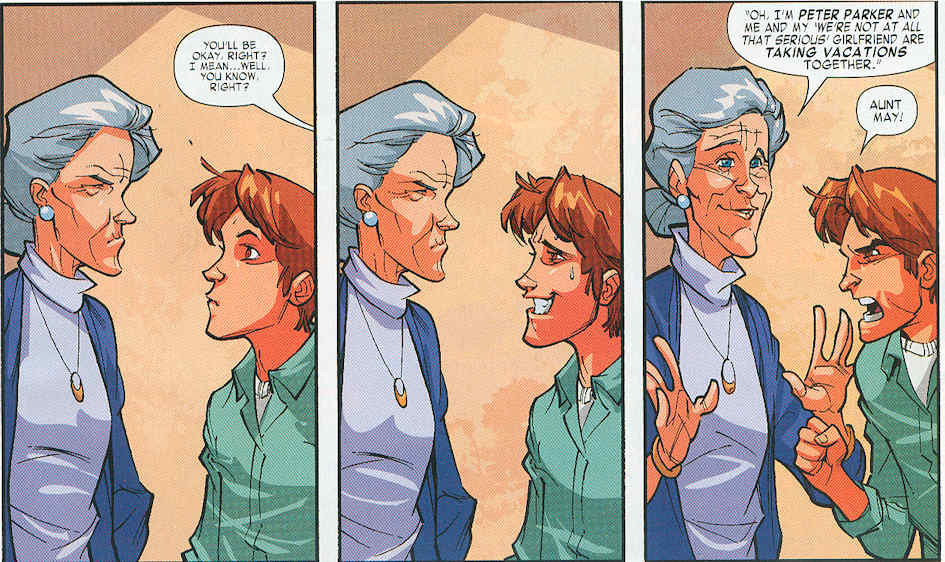 YOU'LL BE
OKAY, RIGHT?
I MEAN...WELL,
YOU KNOW,
RIGHT?
"OH, I'M PETER PARKER AND
ME AND MY 'WE'RE NOT AT ALL
THAT SERIOUS' GIRLFRIEND ARE
TAKING VACATIONS
TOGETHER."
AUNT
MAY!